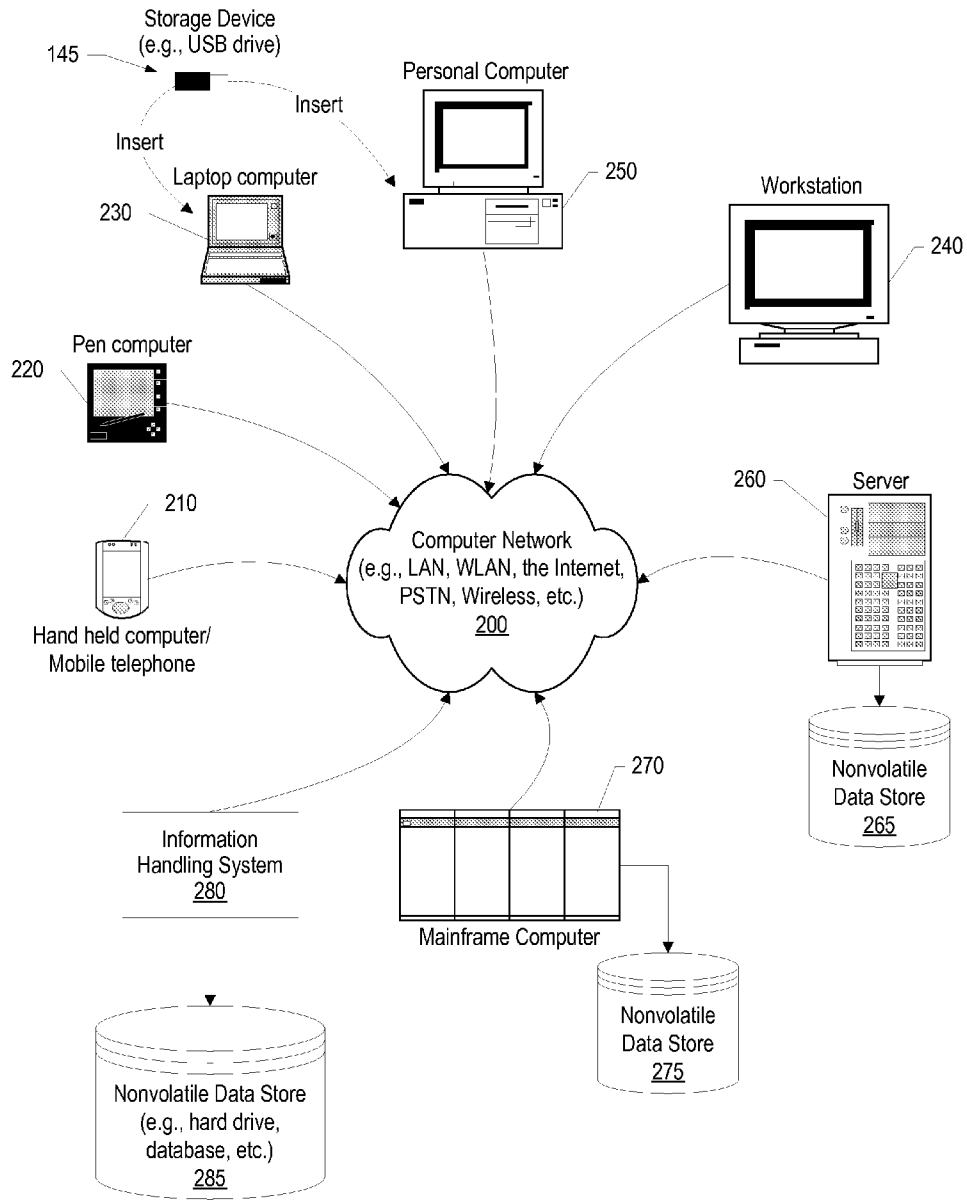 Storage Device
(e.g., USB drive)
145
Insert
Insert
Personal Computer
250
Laptop computer
230
Workstation
240
Pen computer
220
210
Hand held computer/
Mobile telephone
Computer Network
(e.g., LAN, WLAN, the Internet,
PSTN, Wireless, etc.)
200
260
Server
Nonvolatile
Data Store
265
Information
Handling System
280
270
Mainframe Computer
Nonvolatile
Data Store
275
Nonvolatile Data Store
(e.g., hard drive,
database, etc.)
285